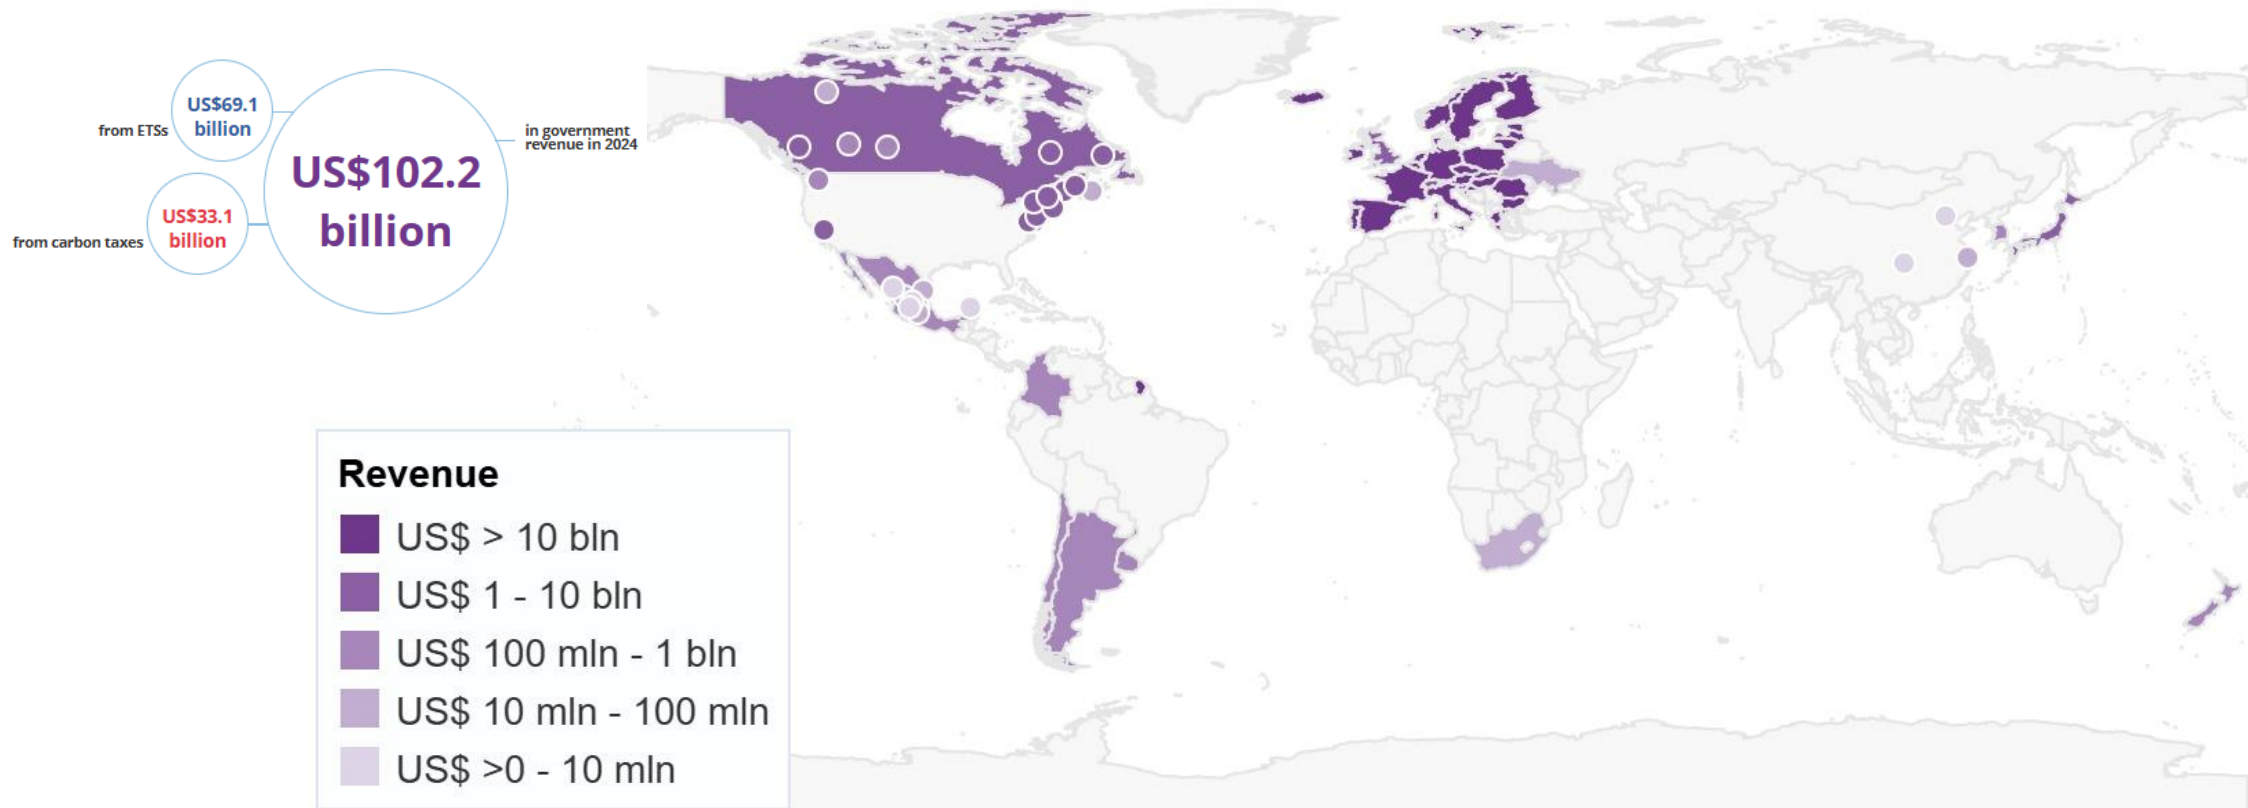 US$69.1
billion
from ETSs
US$102.2
billion
in government
revenue in 2024
US$33.1
billion
from carbon taxes
Revenue
US$ > 10 bln
US$ 1 - 10 bln
US$ 100 mln - 1 bln
US$ 10 mln - 100 mln
US$ >0 - 10 mln